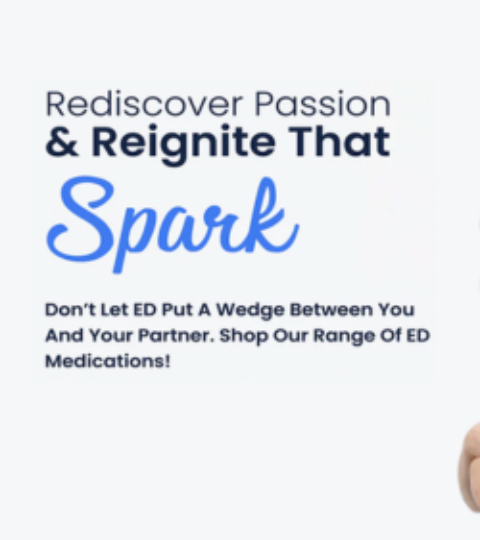 Rediscover Passion
& Reignite That
Spark
Don’t Let ED Put A Wedge Between You
And Your Partner. Shop Our Range Of ED
Medications!